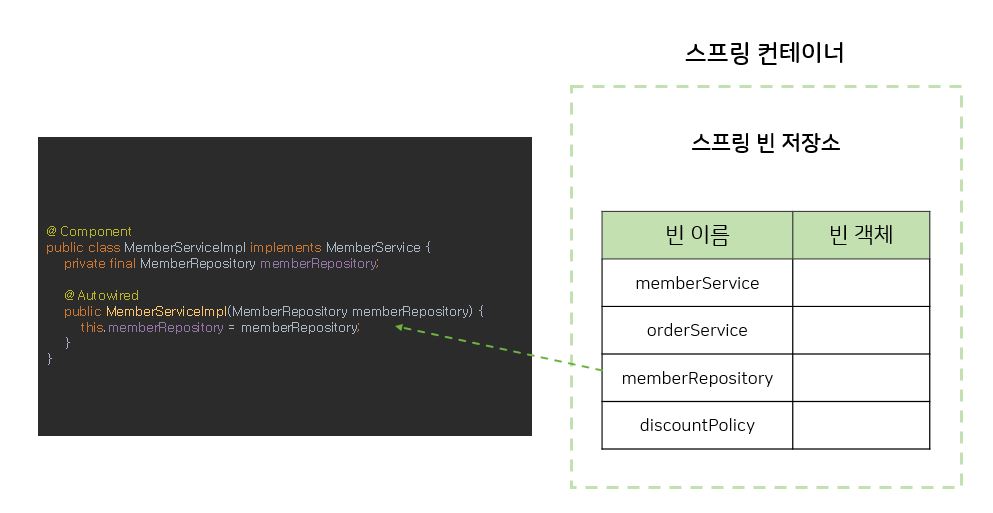 @Component
public class MemberServiceImpl implements MemberService {
private final MemberRepository memberRepository;
@Autowired
public MemberServiceImpl(MemberRepository memberRepository) {
this.memberRepository = memberRepository;
}
}
스프링 컨테이너
스프링 빈 저장소
빈 이름 빈 객체
memberService
orderService
memberRepository
discountPolicy